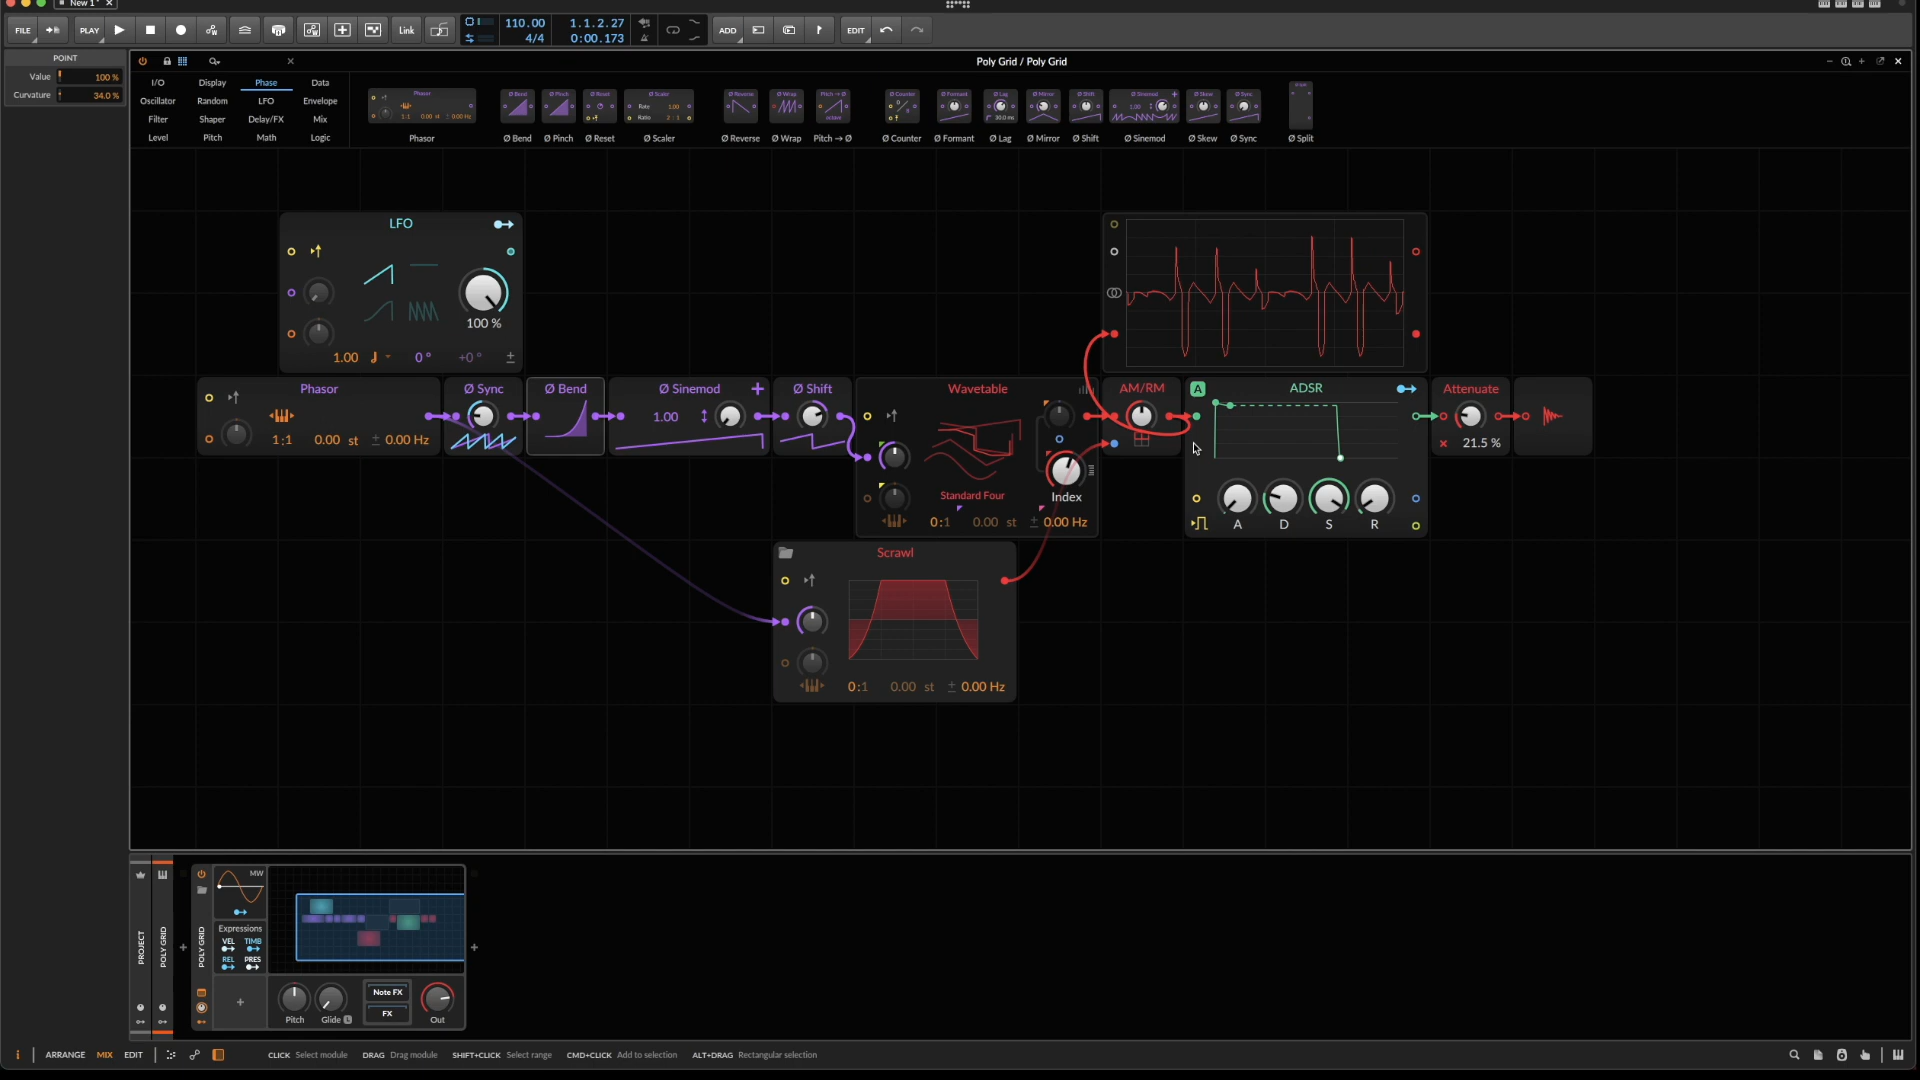 New 1 *
FILE
PLAY
Link
110.00
4/4
1.1.2.27
0:00.173
ADD
EDIT
POINT
Value 100 %
Curvature 34.0 %
Poly Grid / Poly Grid
I/O Display Phase Data
Oscillator Random LFO Envelope
Filter Shaper Delay/FX Mix
Level Pitch Math Logic
Phasor
Ø Bend
Ø Pinch
Ø Reset
Ø Scaler
Ø Reverse
Ø Wrap
Pitch → Ø
Ø Counter
Ø Formant
Ø Lag
Ø Mirror
Ø Shift
Ø Sinemod
Ø Skew
Ø Sync
Ø Split
LFO
100 %
1.00 0 ° +0 ° ±
Phasor
1:1 0.00 st ± 0.00 Hz
Ø Sync
Ø Bend
Ø Sinemod
1.00
Ø Shift
Wavetable
Standard Four
Index
0:1 0.00 st ± 0.00 Hz
AM/RM
A ADSR
A D S R
Attenuate
21.5 %
Scrawl
0:1 0.00 st ± 0.00 Hz
PROJECT
POLY GRID
POLY GRID
MW
Expressions
VEL TIMB
REL PRES
Pitch
Glide L
Note FX
FX
Out
ARRANGE MIX EDIT
CLICK Select module DRAG Drag module SHIFT+CLICK Select range CMD+CLICK Add to selection ALT+DRAG Rectangular selection